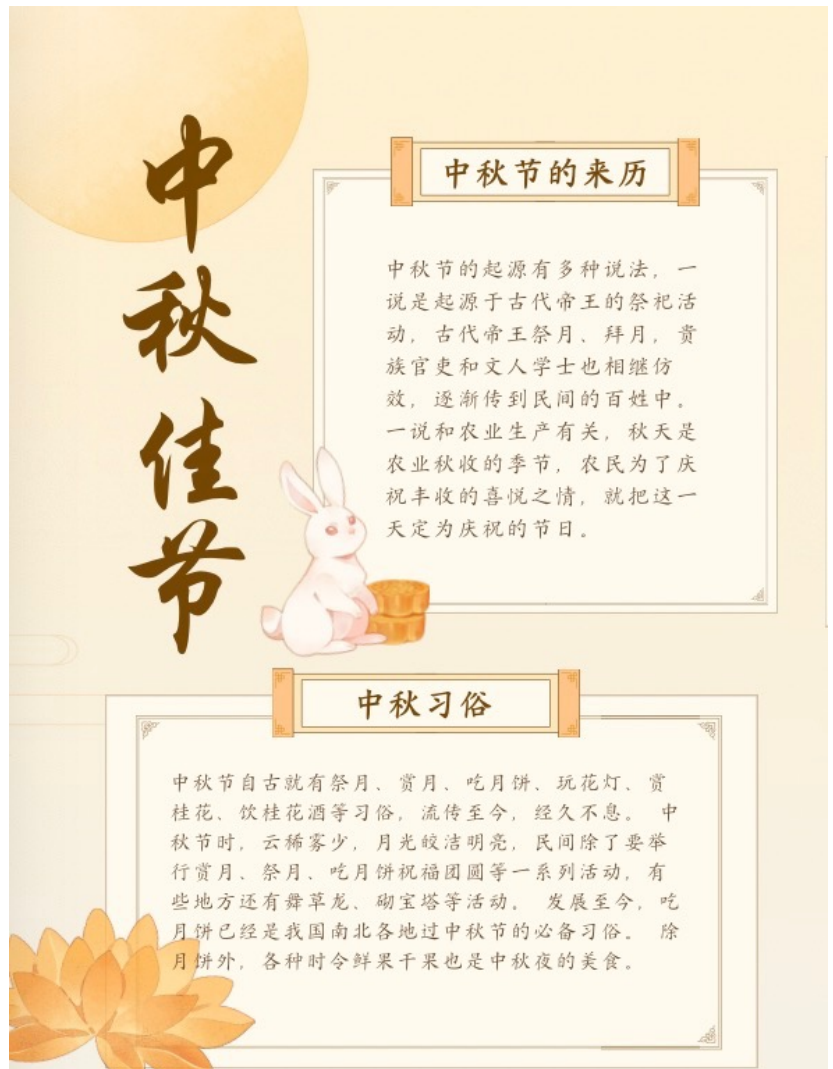 中秋佳节
中秋节的来历
中秋节的起源有多种说法，一
说是起源于古代帝王的祭祀活
动，古代帝王祭月、拜月，贵
族官吏和文人学士也相继仿
效，逐渐传到民间的百姓中。
一说和农业生产有关，秋天是
农业秋收的季节，农民为了庆
祝丰收的喜悦之情，就把这一
天定为庆祝的节日。
中秋习俗
中秋节自古就有祭月、赏月、吃月饼、玩花灯、赏
桂花、饮桂花酒等习俗，流传至今，经久不息。 中
秋节时，云稀雾少，月光皎洁明亮，民间除了要举
行赏月、祭月、吃月饼祝福团圆等一系列活动，有
些地方还有舞草龙、砌宝塔等活动。 发展至今，吃
月饼已经是我国南北各地过中秋节的必备习俗。 除
月饼外，各种时令鲜果干果也是中秋夜的美食。